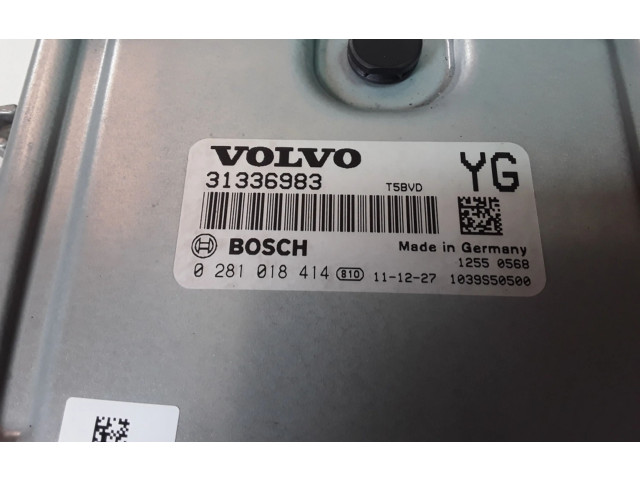 VOLVO YG
31336983 T5BVD
BOSCH Made in Germany
1255 0568
0 281 018 414 810 11-12-27 1039S50500